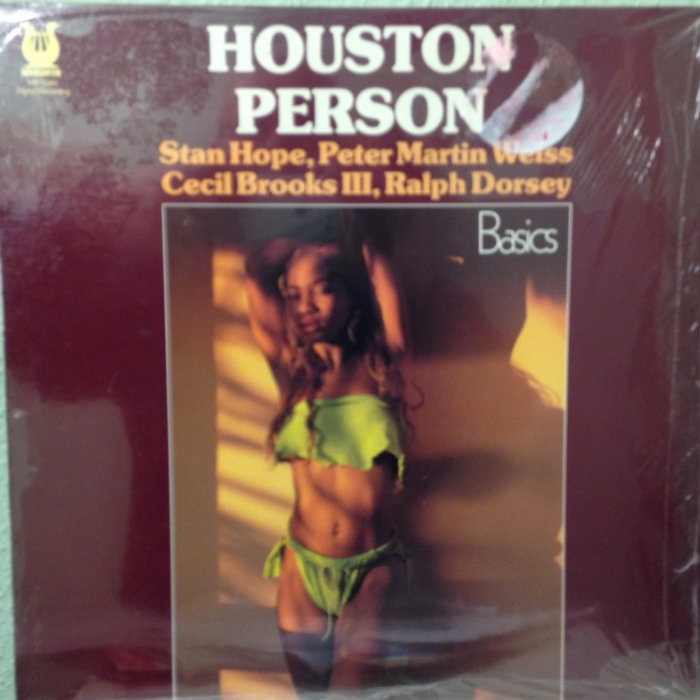 HOUSTON
PERSON
Stan Hope, Peter Martin Weiss
Cecil Brooks III, Ralph Dorsey
Basics